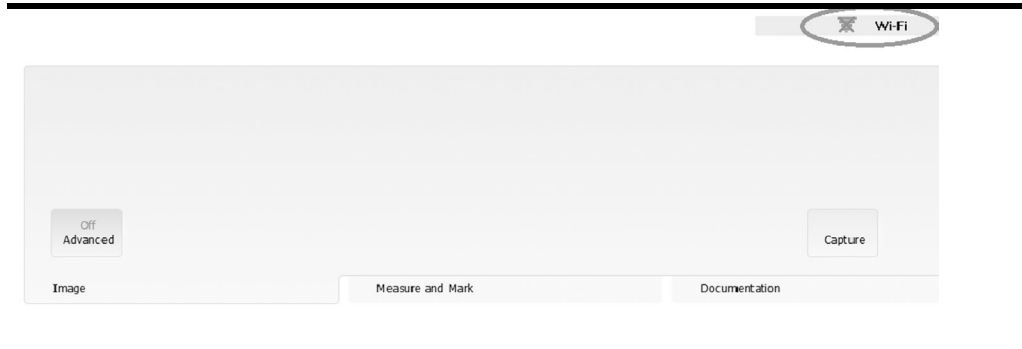 Wi-Fi
Off
Advanced
Capture
Image
Measure and Mark
Documentation